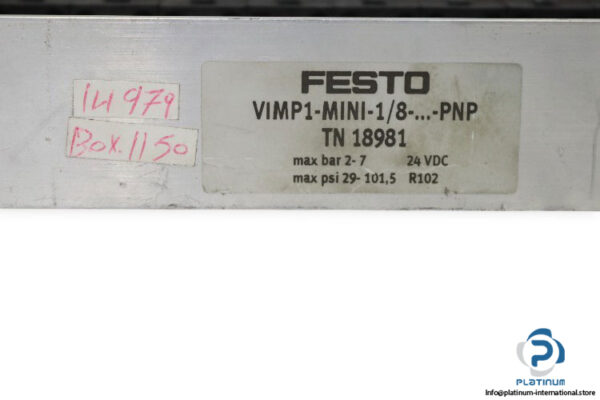 14979
Box.1150
FESTO
VIMP1-MINI-1/8-...-PNP
TN 18981
max bar 2-7 24 VDC
max psi 29-101,5 R102
PLATINUM
Info@platinum-international.store